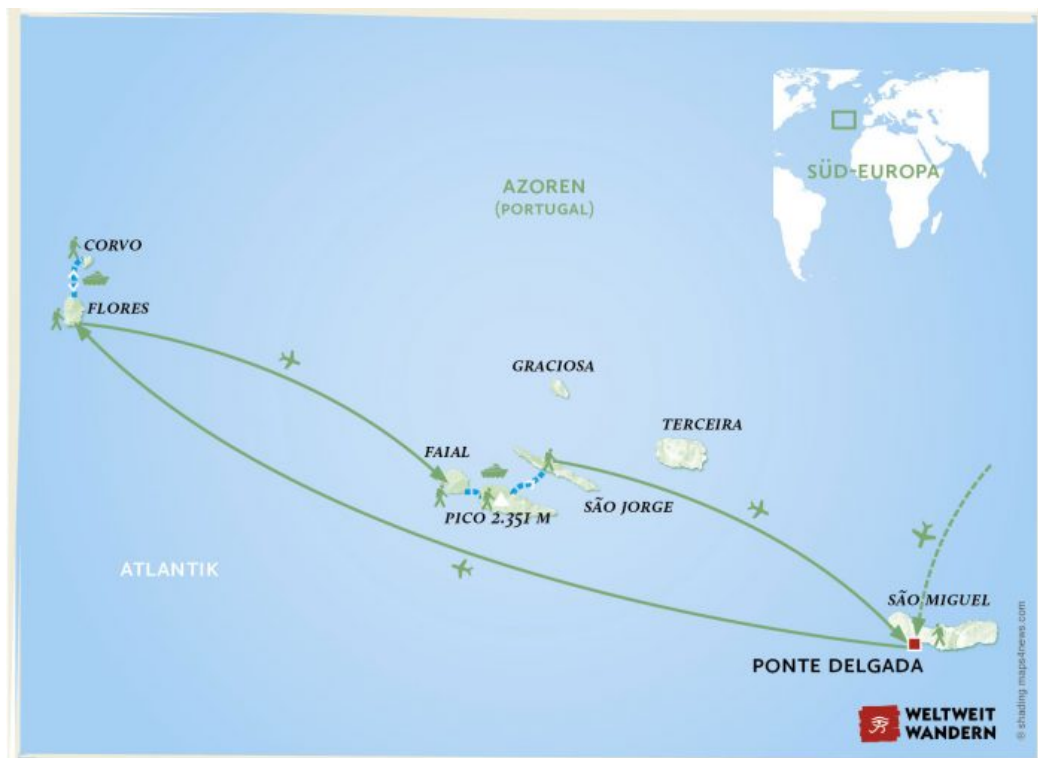 AZOREN
(PORTUGAL)
SÜD-EUROPA
CORVO
FLORES
GRACIOSA
TERCEIRA
FAIAL
SÃO JORGE
PICO 2.351 M
ATLANTIK
SÃO MIGUEL
PONTE DELGADA
WELTWEIT
WANDERN
© shading maps4news.com